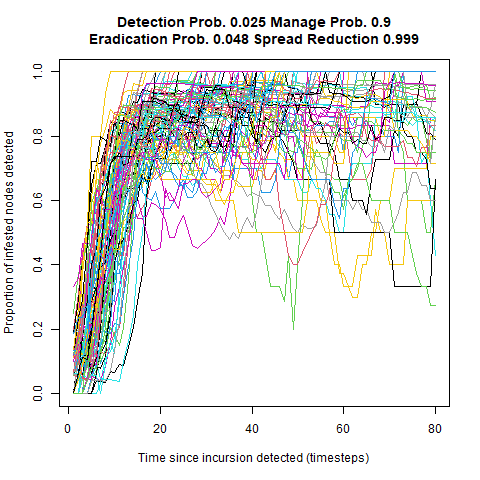 Detection Prob. 0.025 Manage Prob. 0.9
Eradication Prob. 0.048 Spread Reduction 0.999
Proportion of infested nodes detected
1.0
0.8
0.6
0.4
0.2
0.0
0 20 40 60 80
Time since incursion detected (timesteps)